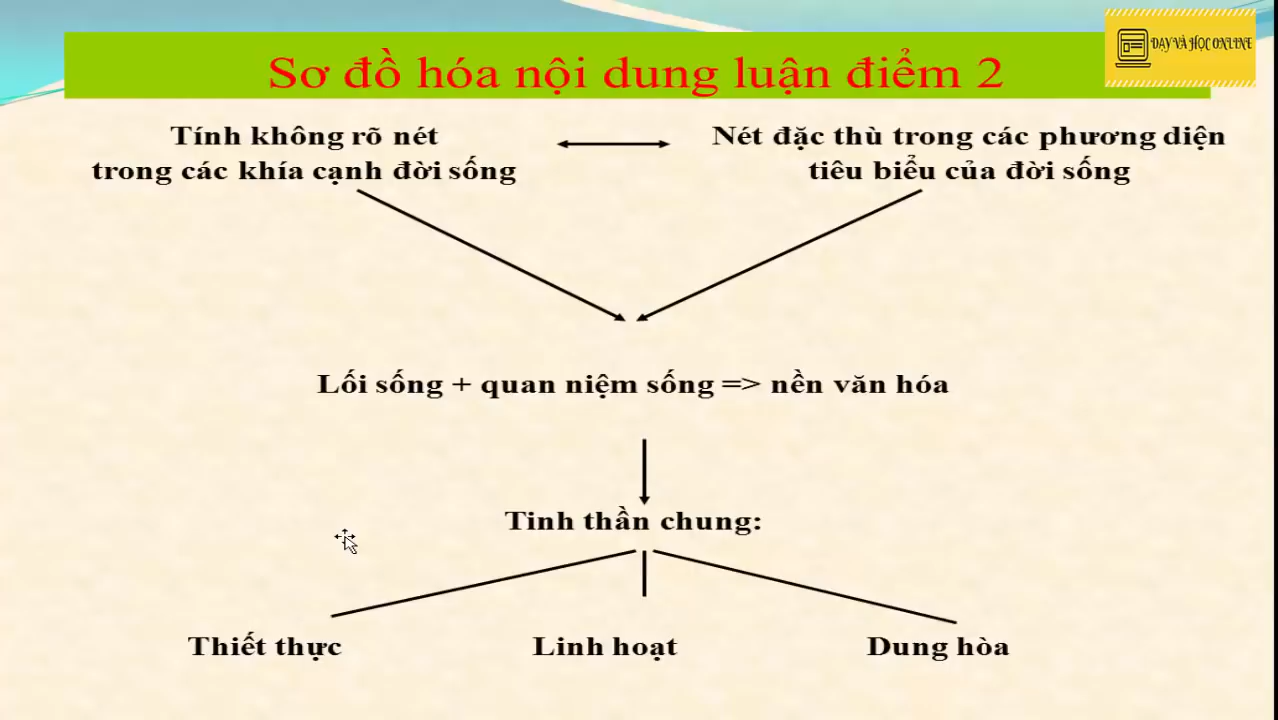 Sơ đồ hóa nội dung luận điểm 2
DẠY VÀ HỌC ONLINE
Tính không rõ nét
trong các khía cạnh đời sống
Nét đặc thù trong các phương diện
tiêu biểu của đời sống
Lối sống + quan niệm sống => nền văn hóa
Tinh thần chung:
Thiết thực
Linh hoạt
Dung hòa